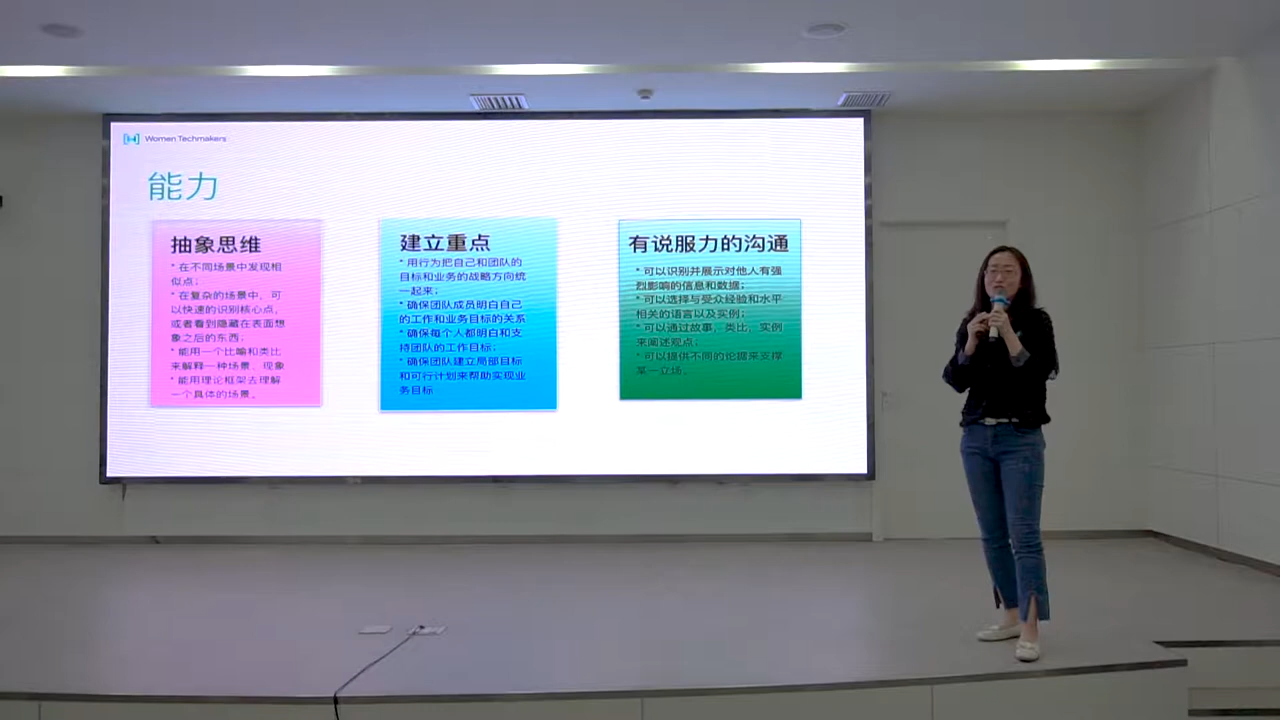 Women Techmakers
能力
抽象思维
* 在不同场景中发现相
似点；
* 在复杂的场景中，可
以快速的识别核心点，
或者看到隐藏在表面想
象之后的东西；
* 能用一个比喻和类比
来解释一种场景、现象
* 能用理论框架去理解
一个具体的场景。
建立重点
* 用行为把自己和团队的
目标和业务的战略方向统
一起来；
* 确保团队成员明白自己
的工作和业务目标的关系
* 确保每个人都明白和支
持团队的工作目标；
* 确保团队建立局部目标
和可行计划来帮助实现业
务目标
有说服力的沟通
* 可以识别并展示对他人有强
烈影响的信息和数据；
* 可以选择与受众经验和水平
相关的语言以及实例；
* 可以通过故事，类比，实例
来阐述观点；
* 可以提供不同的论据来支撑
某一立场。